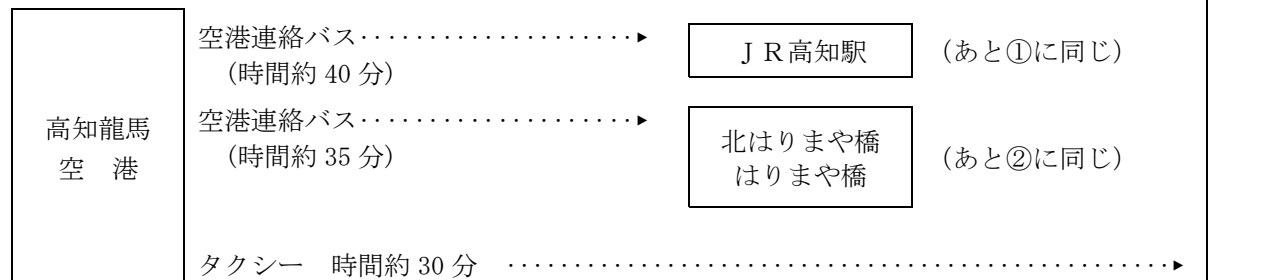 高知龍馬
空　港
空港連絡バス・・・・・・・・・・・・・・・・・・・・▶
（時間約 40 分）
ＪＲ高知駅
（あと①に同じ）
空港連絡バス・・・・・・・・・・・・・・・・・・・・▶
（時間約 35 分）
北はりまや橋
はりまや橋
（あと②に同じ）
タクシー　時間約 30 分　・・・・・・・・・・・・・・・・・・・・・・・・・・・・・・・・・・・・・・・・・・・・・・・・・・▶